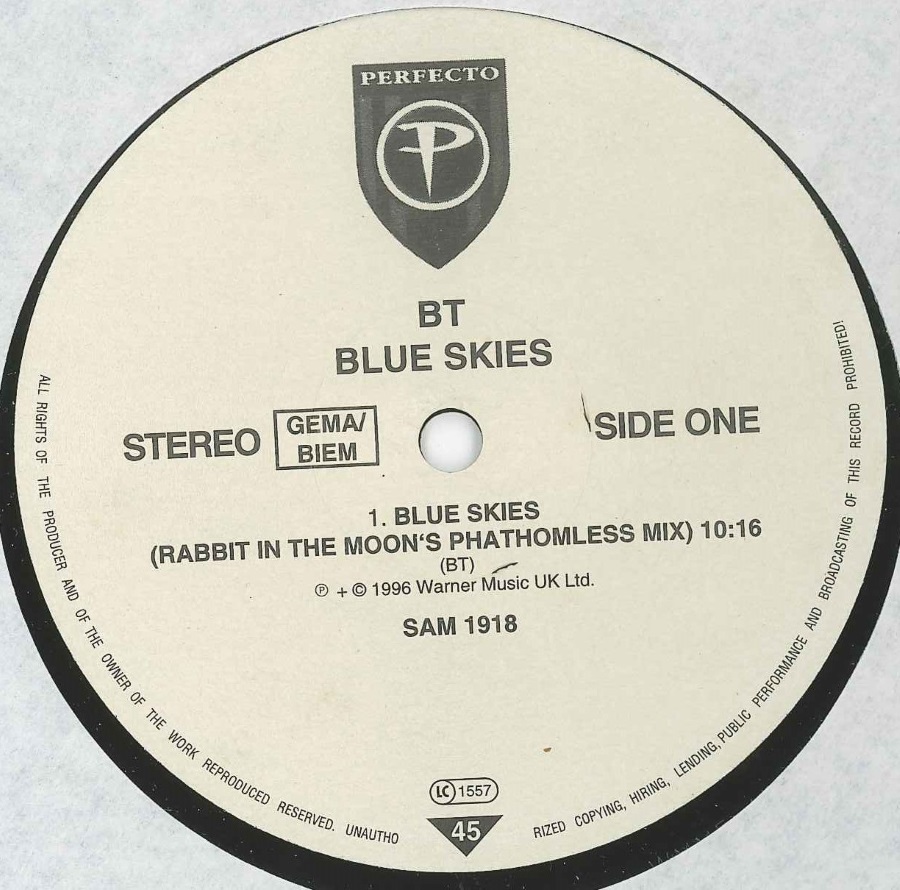 PERFECTO
P
BT
BLUE SKIES
STEREO
GEMA/
BIEM
SIDE ONE
1. BLUE SKIES
(RABBIT IN THE MOON'S PHATHOMLESS MIX) 10:16
(BT)
℗ + © 1996 Warner Music UK Ltd.
SAM 1918
LC 1557
45
ALL RIGHTS OF THE PRODUCER AND OF THE OWNER OF THE WORK REPRODUCED RESERVED. UNAUTHO
RIZED COPYING, HIRING, LENDING, PUBLIC PERFORMANCE AND BROADCASTING OF THIS RECORD PROHIBITED!